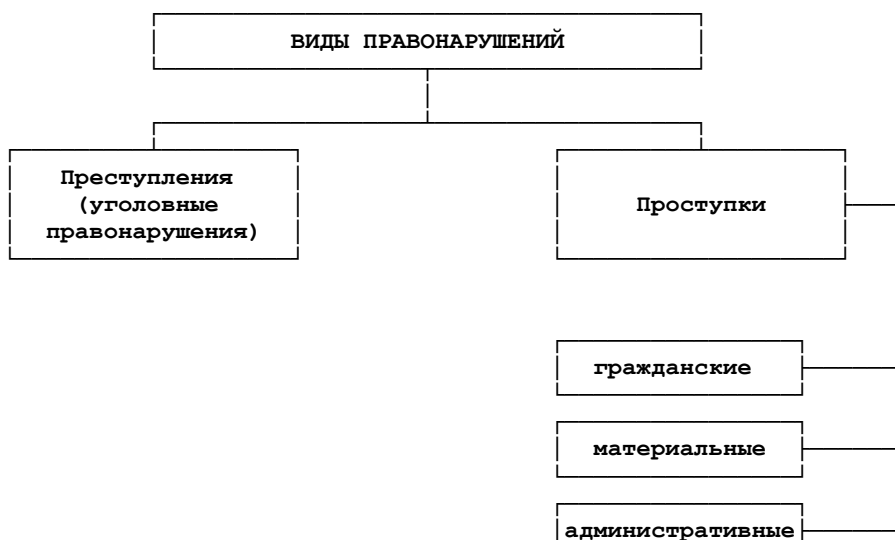 ВИДЫ ПРАВОНАРУШЕНИЙ
Преступления
(уголовные
правонарушения)
Проступки
гражданские
материальные
административные